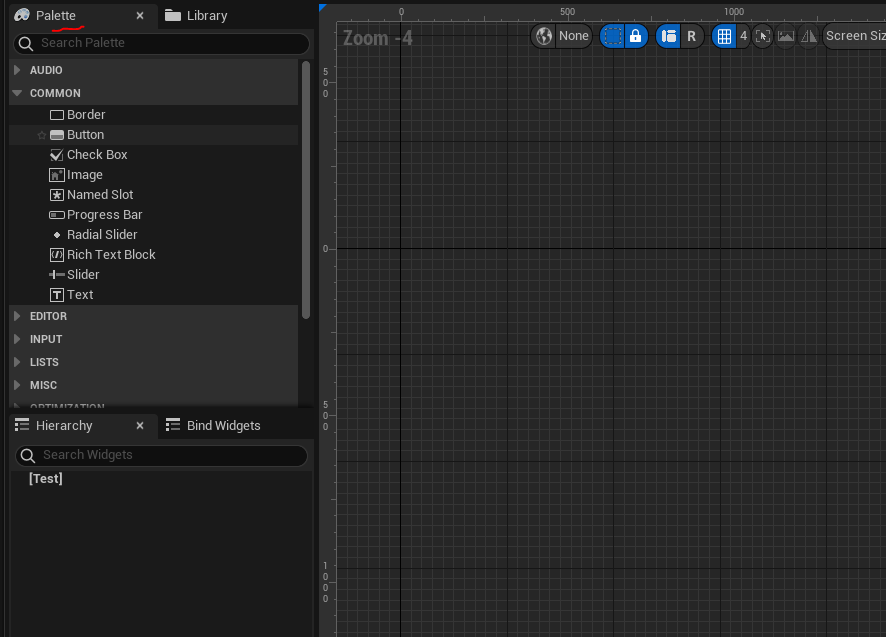 Palette
Library
Search Palette
AUDIO
COMMON
Border
Button
Check Box
Image
Named Slot
Progress Bar
Radial Slider
Rich Text Block
Slider
Text
EDITOR
INPUT
LISTS
MISC
OPTIMIZATION
Hierarchy
Bind Widgets
Search Widgets
[Test]
0
500
1000
Zoom -4
None
R
4
Screen Siz
500
0
500
1000